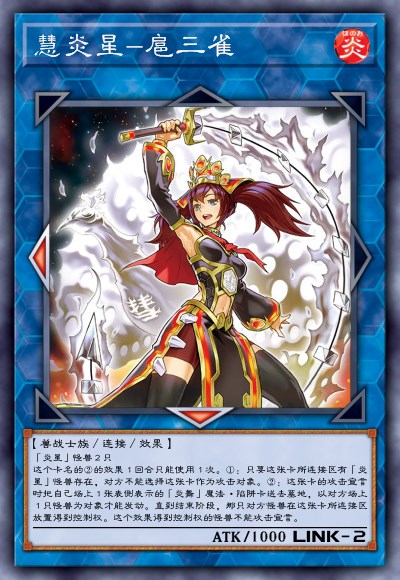 慧炎星-扈三雀
ほのお
炎
彗
【兽战士族/连接/效果】
「炎星」怪兽2只
这个卡名的②的效果1回合只能使用1次。①:只要这张卡所连接区有「炎
星」怪兽存在,对方不能选择这张卡作为攻击对象。②:这张卡的攻击宣言
时把自己场上1张表侧表示的「炎舞」魔法·陷阱卡送去墓地,以对方场上
1只怪兽为对象才能发动。直到结束阶段,那只对方怪兽在这张卡所连接区
放置得到控制权。这个效果得到控制权的怪兽不能攻击宣言。
ATK/1000 LINK-2